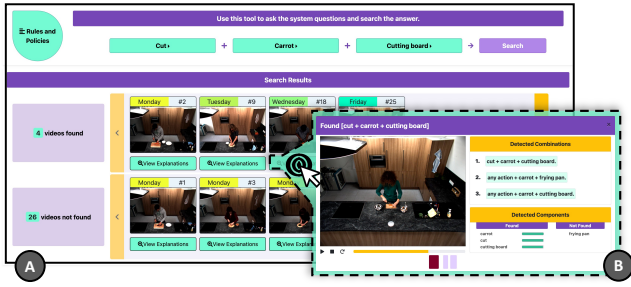 Rules and
Policies
Use this tool to ask the system questions and search the answer.
Cut › + Carrot › + Cutting board › → Search
Search Results
4 videos found
Monday #2
Tuesday #9
Wednesday #18
Friday #25
View Explanations
View Explanations
26 videos not found
Monday #1
Monday #3
Mond
View Explanations
View Explanations
View Expla
A
Found [cut + carrot + cutting board]
Detected Combinations
1. cut + carrot + cutting board.
2. any action + carrot + frying pan.
3. any action + carrot + cutting board.
Detected Components
Found
Not Found
carrot
frying pan
cut
cutting board
B